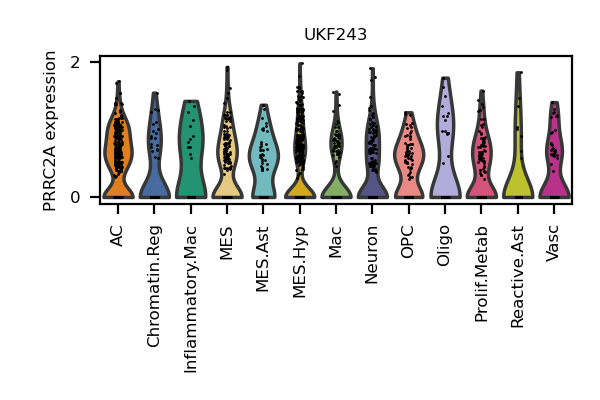 UKF243
PRRC2A expression
2
0
AC
Chromatin.Reg
Inflammatory.Mac
MES
MES.Ast
MES.Hyp
Mac
Neuron
OPC
Oligo
Prolif.Metab
Reactive.Ast
Vasc